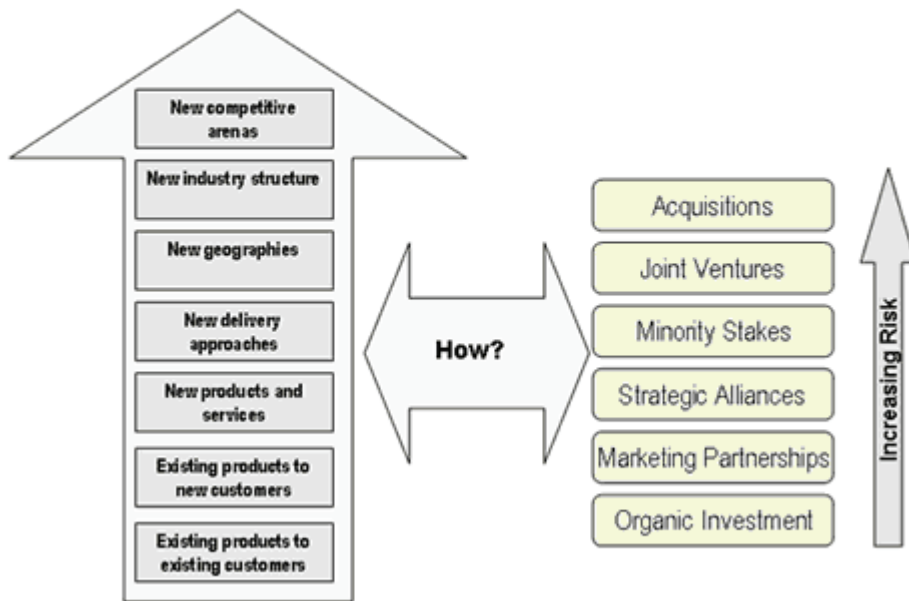 New competitive
arenas
New industry structure
New geographies
New delivery
approaches
New products and
services
Existing products to
new customers
Existing products to
existing customers
How?
Acquisitions
Joint Ventures
Minority Stakes
Strategic Alliances
Marketing Partnerships
Organic Investment
Increasing Risk